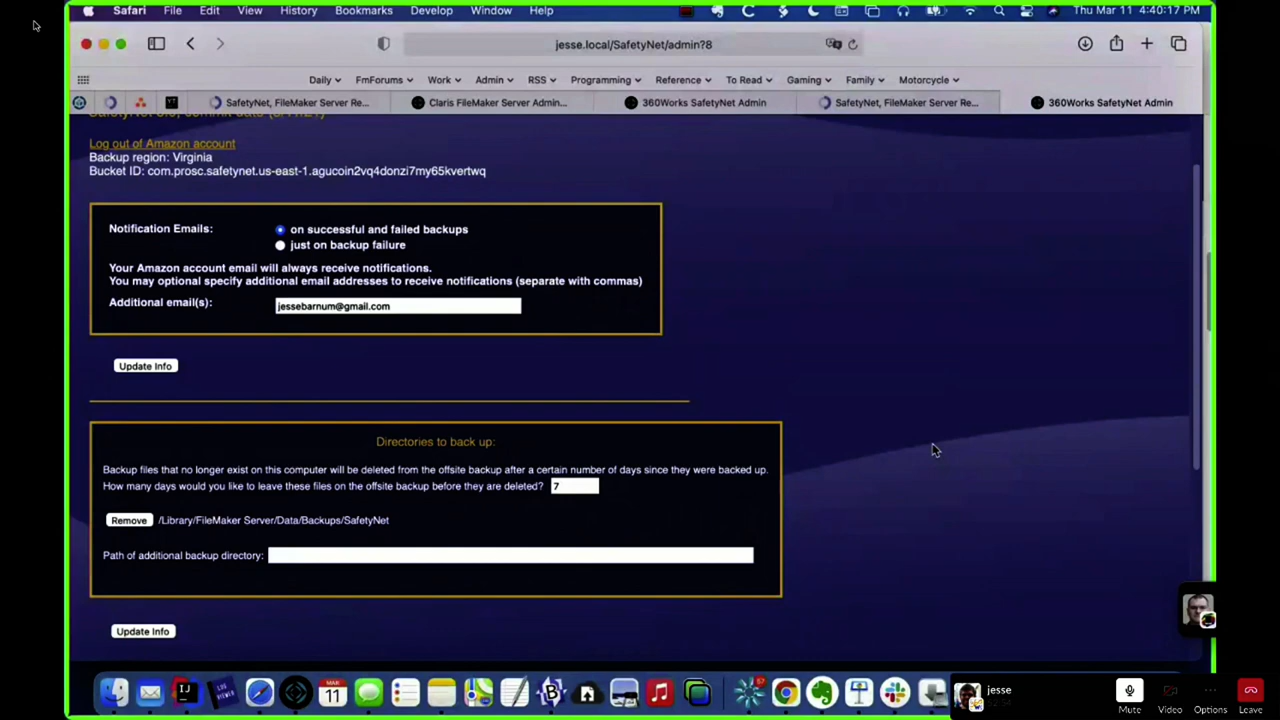 Safari File Edit View History Bookmarks Develop Window Help Thu Mar 11 4:40:17 PM
jesse.local/SafetyNet/admin?8
Daily FmForums Work Admin RSS Programming Reference To Read Gaming Family Motorcycle
SafetyNet, FileMaker Server Re... Claris FileMaker Server Admin... 360Works SafetyNet Admin SafetyNet, FileMaker Server Re... 360Works SafetyNet Admin
Log out of Amazon account
Backup region: Virginia
Bucket ID: com.prosc.safetynet.us-east-1.agucoin2vq4donzi7my65kvertwq
Notification Emails: on successful and failed backups
just on backup failure
Your Amazon account email will always receive notifications.
You may optional specify additional email addresses to receive notifications (separate with commas)
Additional email(s): jessebarnum@gmail.com
Update Info
Directories to back up:
Backup files that no longer exist on this computer will be deleted from the offsite backup after a certain number of days since they were backed up.
How many days would you like to leave these files on the offsite backup before they are deleted? 7
Remove /Library/FileMaker Server/Data/Backups/SafetyNet
Path of additional backup directory:
Update Info
MAR
11
57
jesse
Mute Video Options Leave